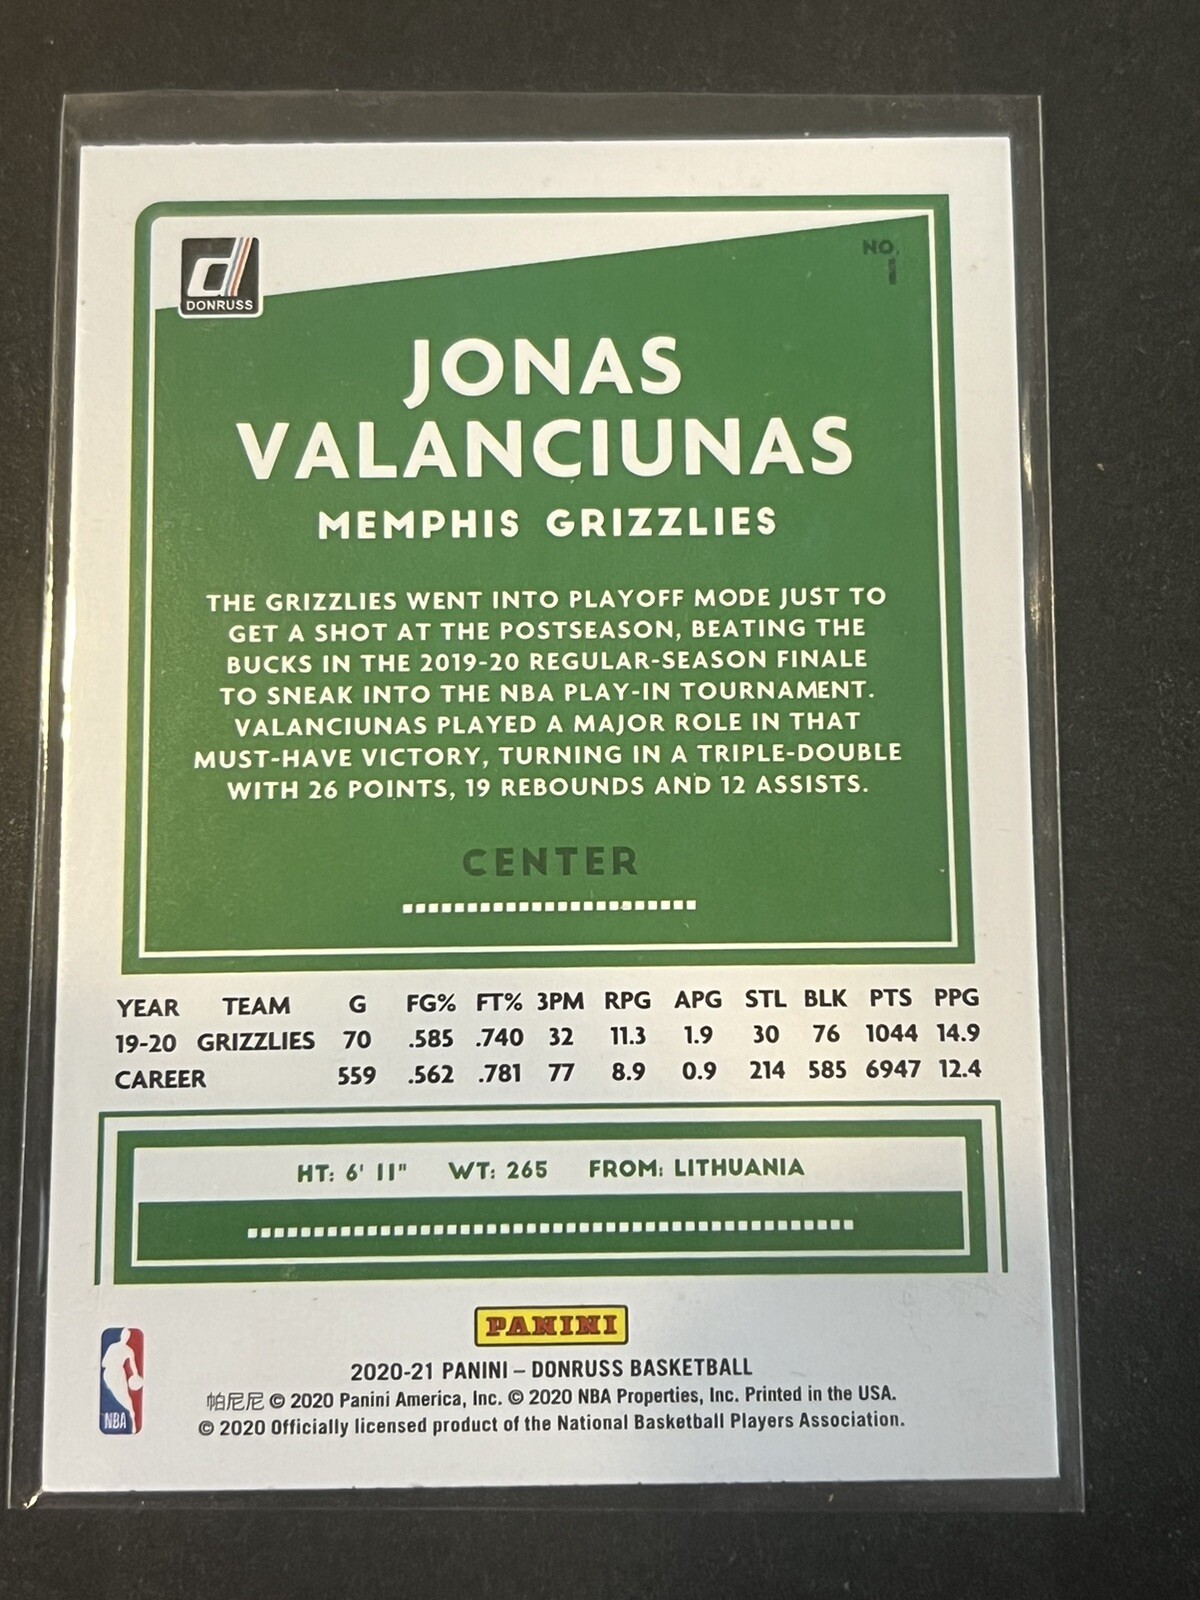 DONRUSS
NO.
1
JONAS
VALANCIUNAS
MEMPHIS GRIZZLIES
THE GRIZZLIES WENT INTO PLAYOFF MODE JUST TO
GET A SHOT AT THE POSTSEASON, BEATING THE
BUCKS IN THE 2019-20 REGULAR-SEASON FINALE
TO SNEAK INTO THE NBA PLAY-IN TOURNAMENT.
VALANCIUNAS PLAYED A MAJOR ROLE IN THAT
MUST-HAVE VICTORY, TURNING IN A TRIPLE-DOUBLE
WITH 26 POINTS, 19 REBOUNDS AND 12 ASSISTS.
CENTER
YEAR TEAM G FG% FT% 3PM RPG APG STL BLK PTS PPG
19-20 GRIZZLIES 70 .585 .740 32 11.3 1.9 30 76 1044 14.9
CAREER 559 .562 .781 77 8.9 0.9 214 585 6947 12.4
HT: 6' 11" WT: 265 FROM: LITHUANIA
PANINI
2020-21 PANINI – DONRUSS BASKETBALL
帕尼尼 © 2020 Panini America, Inc. © 2020 NBA Properties, Inc. Printed in the USA.
© 2020 Officially licensed product of the National Basketball Players Association.
NBA